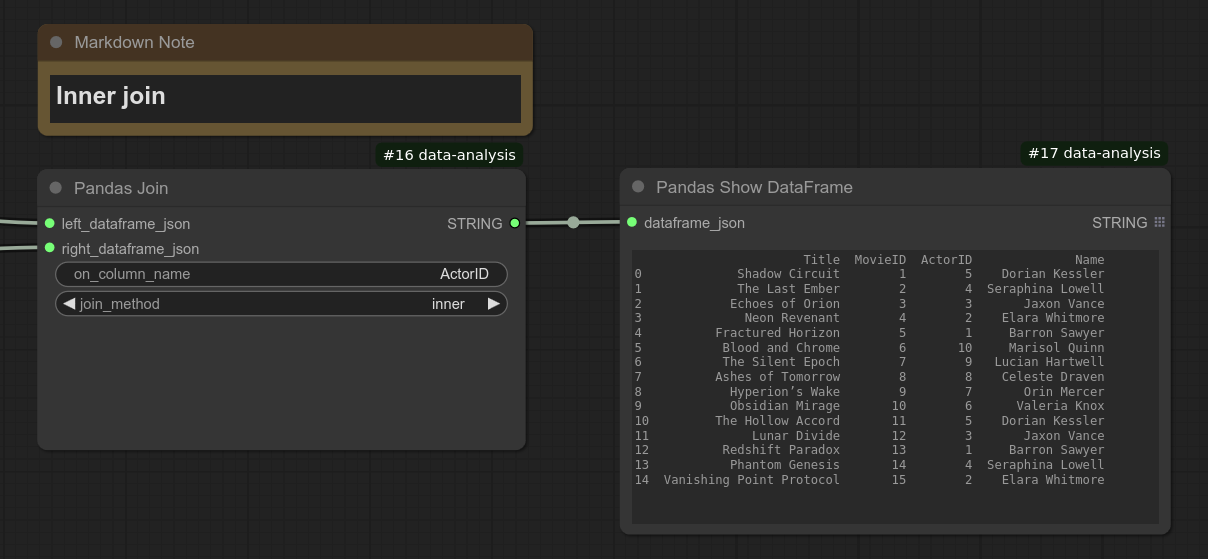 Markdown Note
Inner join
#16 data-analysis
Pandas Join
left_dataframe_json STRING
right_dataframe_json
on_column_name ActorID
join_method inner
#17 data-analysis
Pandas Show DataFrame
dataframe_json STRING
Title MovieID ActorID Name
0 Shadow Circuit 1 5 Dorian Kessler
1 The Last Ember 2 4 Seraphina Lowell
2 Echoes of Orion 3 3 Jaxon Vance
3 Neon Revenant 4 2 Elara Whitmore
4 Fractured Horizon 5 1 Barron Sawyer
5 Blood and Chrome 6 10 Marisol Quinn
6 The Silent Epoch 7 9 Lucian Hartwell
7 Ashes of Tomorrow 8 8 Celeste Draven
8 Hyperion’s Wake 9 7 Orin Mercer
9 Obsidian Mirage 10 6 Valeria Knox
10 The Hollow Accord 11 5 Dorian Kessler
11 Lunar Divide 12 3 Jaxon Vance
12 Redshift Paradox 13 1 Barron Sawyer
13 Phantom Genesis 14 4 Seraphina Lowell
14 Vanishing Point Protocol 15 2 Elara Whitmore